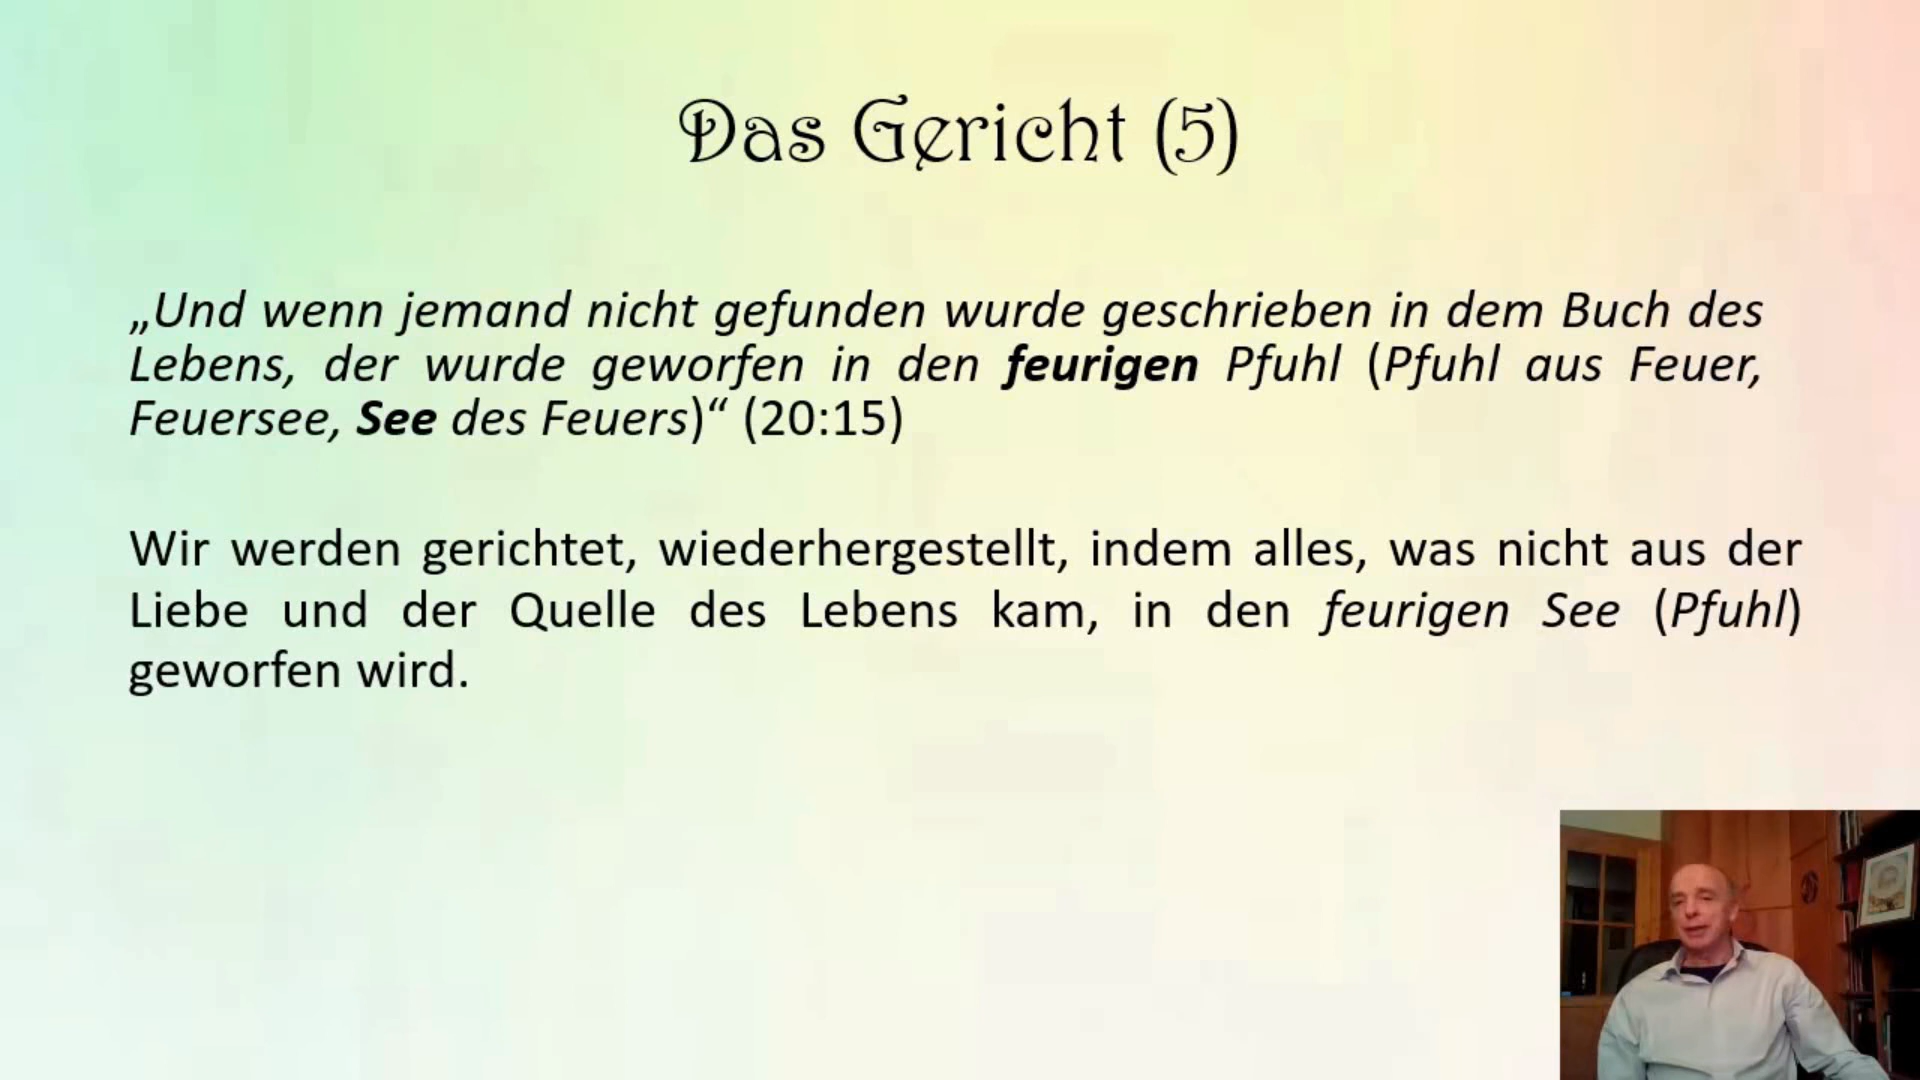 Das Gericht (5)
„Und wenn jemand nicht gefunden wurde geschrieben in dem Buch des
Lebens, der wurde geworfen in den feurigen Pfuhl (Pfuhl aus Feuer,
Feuersee, See des Feuers)“ (20:15)
Wir werden gerichtet, wiederhergestellt, indem alles, was nicht aus der
Liebe und der Quelle des Lebens kam, in den feurigen See (Pfuhl)
geworfen wird.